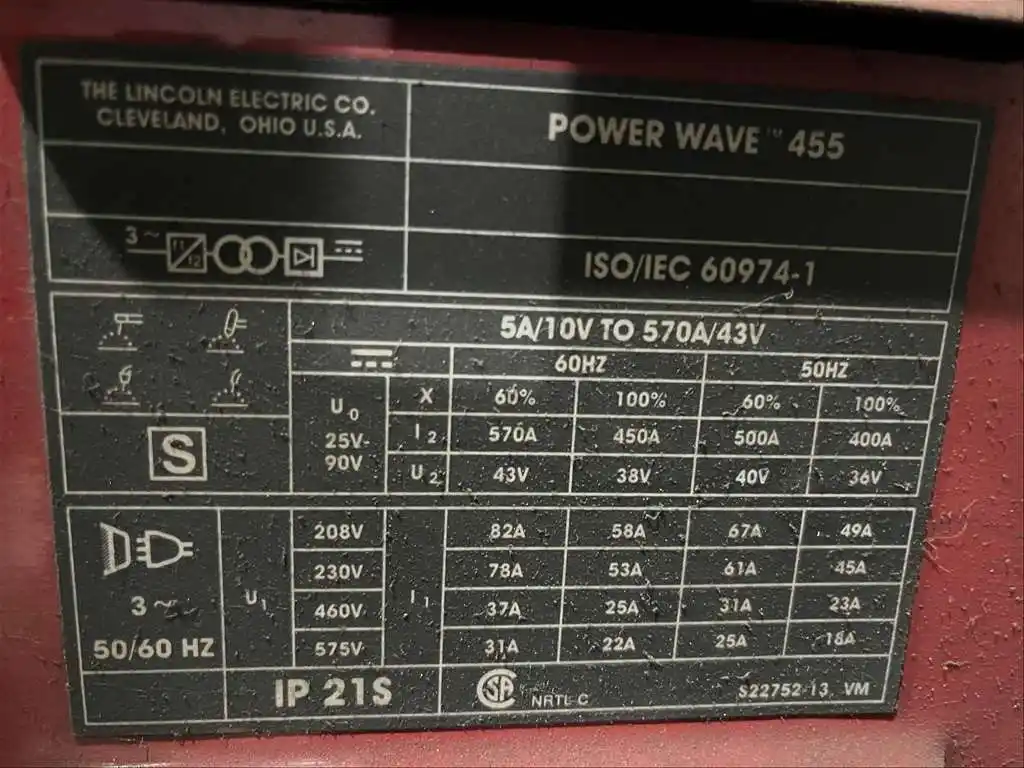 THE LINCOLN ELECTRIC CO.
CLEVELAND, OHIO U.S.A.
POWER WAVE™ 455
3~ f1 f2
ISO/IEC 60974-1
5A/10V TO 570A/43V
60HZ 50HZ
U0 25V-90V
X 60% 100% 60% 100%
I2 570A 450A 500A 400A
U2 43V 38V 40V 36V
S
U1 I1
208V 82A 58A 67A 49A
230V 78A 53A 61A 45A
460V 37A 25A 31A 23A
575V 31A 22A 25A 18A
3~
50/60 HZ
IP 21S
SA NRTL C
S22752-13 VM